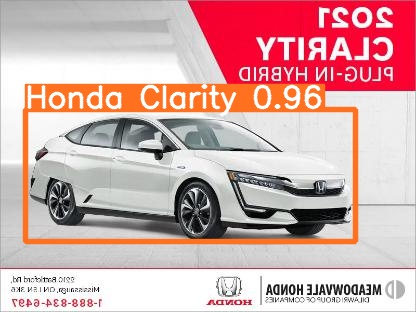 2021
CLARITY
PLUG-IN HYBRID
Honda Clarity 0.96
2210 Battleford Rd,
Mississauga, ON, L5N 3K6
1-888-834-6497
HONDA
MEADOWVALE HONDA
DILAWRI GROUP OF COMPANIES